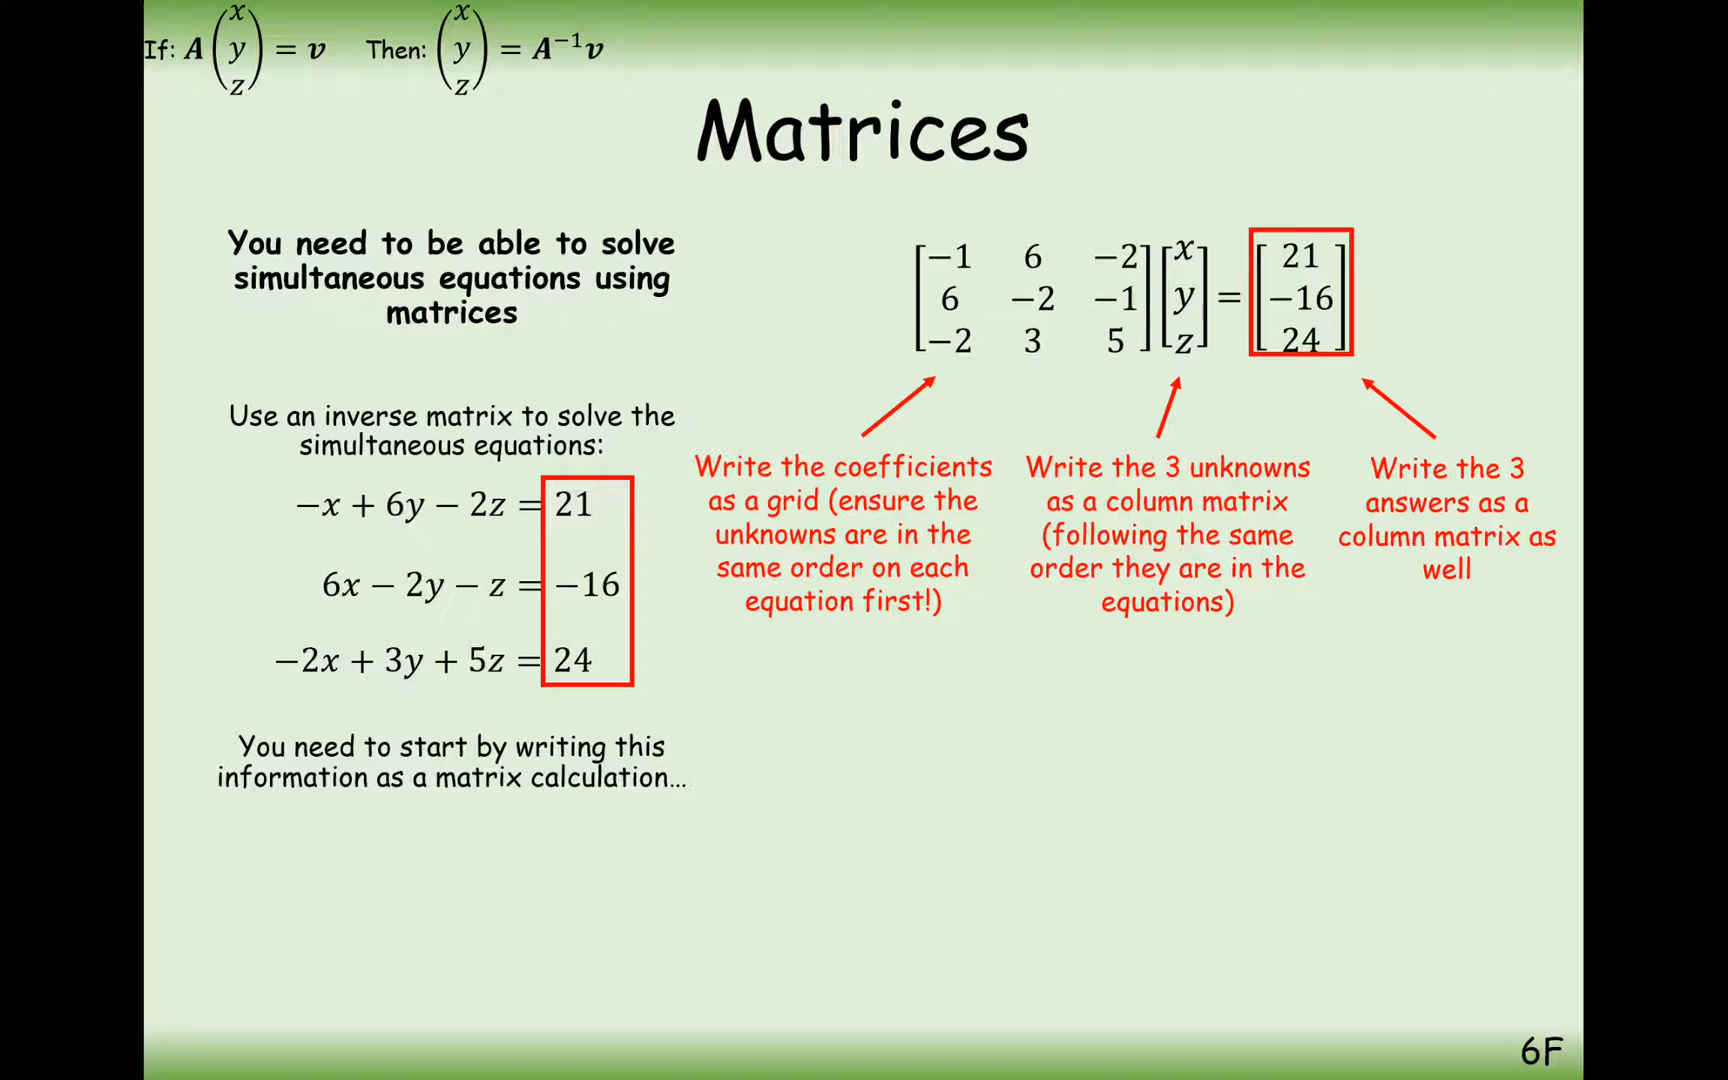 If: A(x y z) = v Then: (x y z) = A⁻¹v
Matrices
You need to be able to solve
simultaneous equations using
matrices
Use an inverse matrix to solve the
simultaneous equations:
−x + 6y − 2z = 21
6x − 2y − z = −16
−2x + 3y + 5z = 24
You need to start by writing this
information as a matrix calculation...
[−1 6 −2] [x] [21]
[6 −2 −1] [y] = [−16]
[−2 3 5] [z] [24]
Write the coefficients
as a grid (ensure the
unknowns are in the
same order on each
equation first!)
Write the 3 unknowns
as a column matrix
(following the same
order they are in the
equations)
Write the 3
answers as a
column matrix as
well
6F